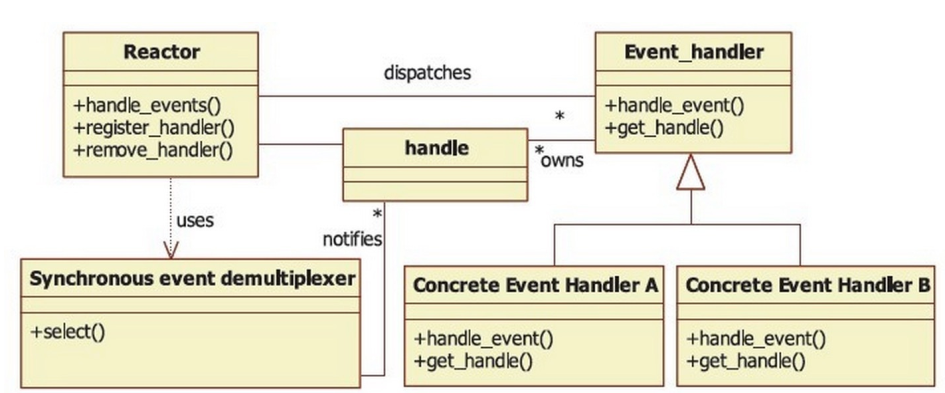 Reactor
+handle_events()
+register_handler()
+remove_handler()
dispatches
*
Event_handler
+handle_event()
+get_handle()
handle
*
owns
uses
*
notifies
Synchronous event demultiplexer
+select()
Concrete Event Handler A
+handle_event()
+get_handle()
Concrete Event Handler B
+handle_event()
+get_handle()